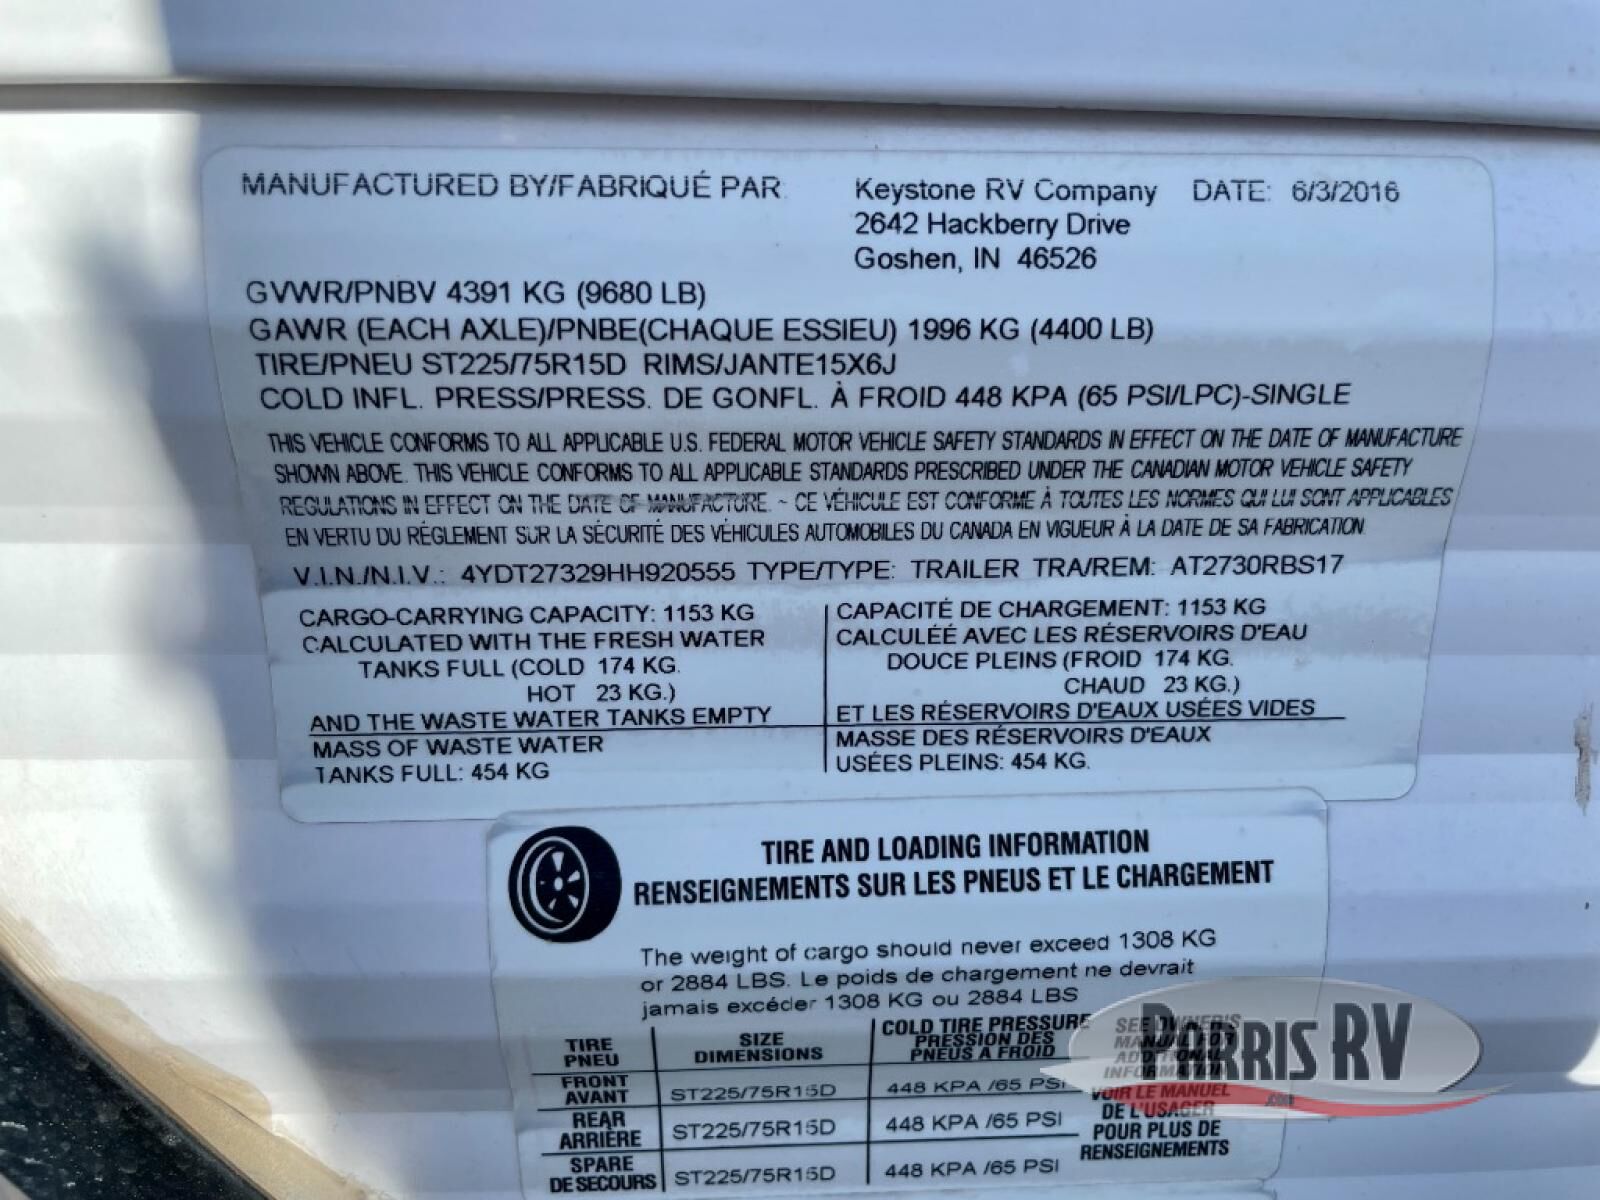 MANUFACTURED BY/FABRIQUÉ PAR: Keystone RV Company DATE: 6/3/2016
2642 Hackberry Drive
Goshen, IN 46526
GVWR/PNBV 4391 KG (9680 LB)
GAWR (EACH AXLE)/PNBE(CHAQUE ESSIEU) 1996 KG (4400 LB)
TIRE/PNEU ST225/75R15D RIMS/JANTE15X6J
COLD INFL. PRESS/PRESS. DE GONFL. À FROID 448 KPA (65 PSI/LPC)-SINGLE
THIS VEHICLE CONFORMS TO ALL APPLICABLE U.S. FEDERAL MOTOR VEHICLE SAFETY STANDARDS IN EFFECT ON THE DATE OF MANUFACTURE
SHOWN ABOVE. THIS VEHICLE CONFORMS TO ALL APPLICABLE STANDARDS PRESCRIBED UNDER THE CANADIAN MOTOR VEHICLE SAFETY
REGULATIONS IN EFFECT ON THE DATE OF MANUFACTURE. ~ CE VÉHICULE EST CONFORME À TOUTES LES NORMES QUI LUI SONT APPLICABLES
EN VERTU DU RÉGLEMENT SUR LA SÉCURITÉ DES VÉHICULES AUTOMOBILES DU CANADA EN VIGUEUR À LA DATE DE SA FABRICATION.
V.I.N./N.I.V.: 4YDT27329HH920555 TYPE/TYPE: TRAILER TRA/REM: AT2730RBS17
CARGO-CARRYING CAPACITY: 1153 KG
CALCULATED WITH THE FRESH WATER
TANKS FULL (COLD 174 KG.
HOT 23 KG.)
AND THE WASTE WATER TANKS EMPTY
MASS OF WASTE WATER
TANKS FULL: 454 KG
CAPACITÉ DE CHARGEMENT: 1153 KG
CALCULÉE AVEC LES RÉSERVOIRS D'EAU
DOUCE PLEINS (FROID 174 KG.
CHAUD 23 KG.)
ET LES RÉSERVOIRS D'EAUX USÉES VIDES
MASSE DES RÉSERVOIRS D'EAUX
USÉES PLEINS: 454 KG.
TIRE AND LOADING INFORMATION
RENSEIGNEMENTS SUR LES PNEUS ET LE CHARGEMENT
The weight of cargo should never exceed 1308 KG
or 2884 LBS. Le poids de chargement ne devrait
jamais excéder 1308 KG ou 2884 LBS
TIRE
PNEU
SIZE
DIMENSIONS
COLD TIRE PRESSURE
PRESSION DES
PNEUS A FROID
FRONT
AVANT
ST225/75R15D
448 KPA /65 PSI
REAR
ARRIÈRE
ST225/75R15D
448 KPA /65 PSI
SPARE
DE SECOURS
ST225/75R15D
448 KPA /65 PSI
SEE OWNER'S
MANUAL FOR
ADDITIONAL
INFORMATION
VOIR LE MANUEL
DE L'USAGER
POUR PLUS DE
RENSEIGNEMENTS
PARRIS RV
.com